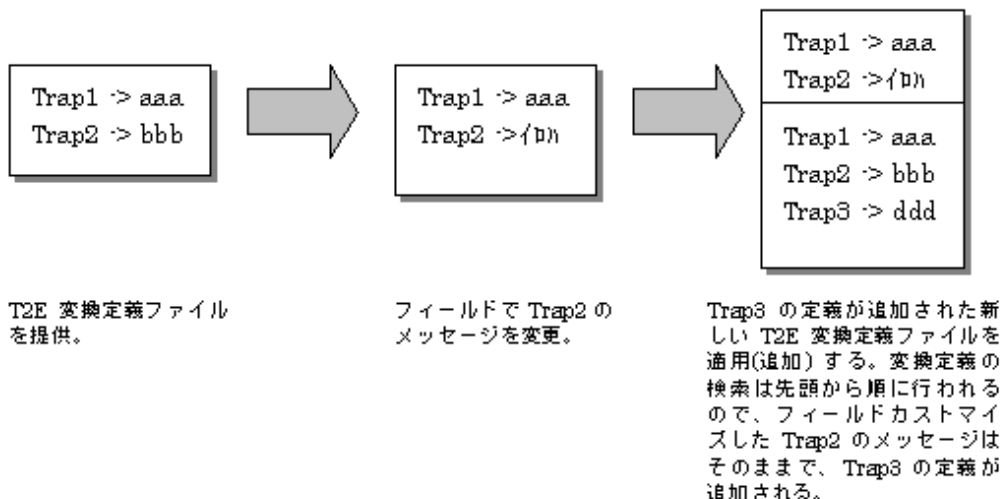 Trap1 -> aaa
Trap2 -> bbb
Trap1 -> aaa
Trap2 ->ｲﾛﾊ
Trap1 -> aaa
Trap2 ->ｲﾛﾊ
Trap1 -> aaa
Trap2 -> bbb
Trap3 -> ddd
T2E 変換定義ファイル
を提供。
フィールドで Trap2 の
メッセージを変更。
Trap3 の定義が追加された新
しい T2E 変換定義ファイルを
適用(追加) する。変換定義の
検索は先頭から順に行われる
ので、フィールドカストマイ
ズした Trap2 のメッセージは
そのままで、Trap3 の定義が
追加される。